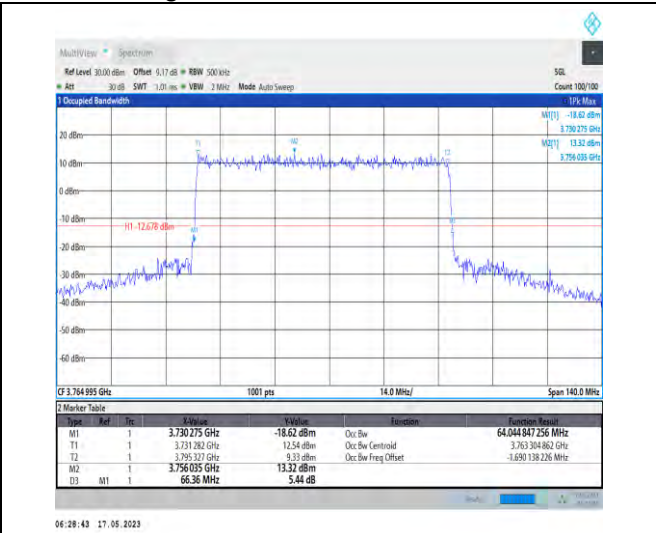 MultiView Spectrum
Ref Level 30.00 dBm Offset 9.17 dB RBW 500 kHz SGL
Att 30 dB SWT 1.01 ms VBW 2 MHz Mode Auto Sweep Count 100/100
1 Occupied Bandwidth 1Pk Max
M1[1] -18.62 dBm
3.730 275 GHz
M2[1] 13.32 dBm
3.756 035 GHz
20 dBm
T1 M2 T2
10 dBm
0 dBm
-10 dBm
H1 -12.678 dBm
-20 dBm
-30 dBm
-40 dBm
-50 dBm
-60 dBm
CF 3.764 995 GHz 1001 pts 14.0 MHz/ Span 140.0 MHz
2 Marker Table
Type Ref Trc X-Value Y-Value Function Function Result
M1 1 3.730 275 GHz -18.62 dBm Occ Bw 64.044 847 256 MHz
T1 1 3.731 282 GHz 12.54 dBm Occ Bw Centroid 3.763 304 862 GHz
T2 1 3.795 327 GHz 9.33 dBm Occ Bw Freq Offset -1.690 138 226 MHz
M2 1 3.756 035 GHz 13.32 dBm
D3 M1 1 66.36 MHz 5.44 dB
06:28:43 17.05.2023